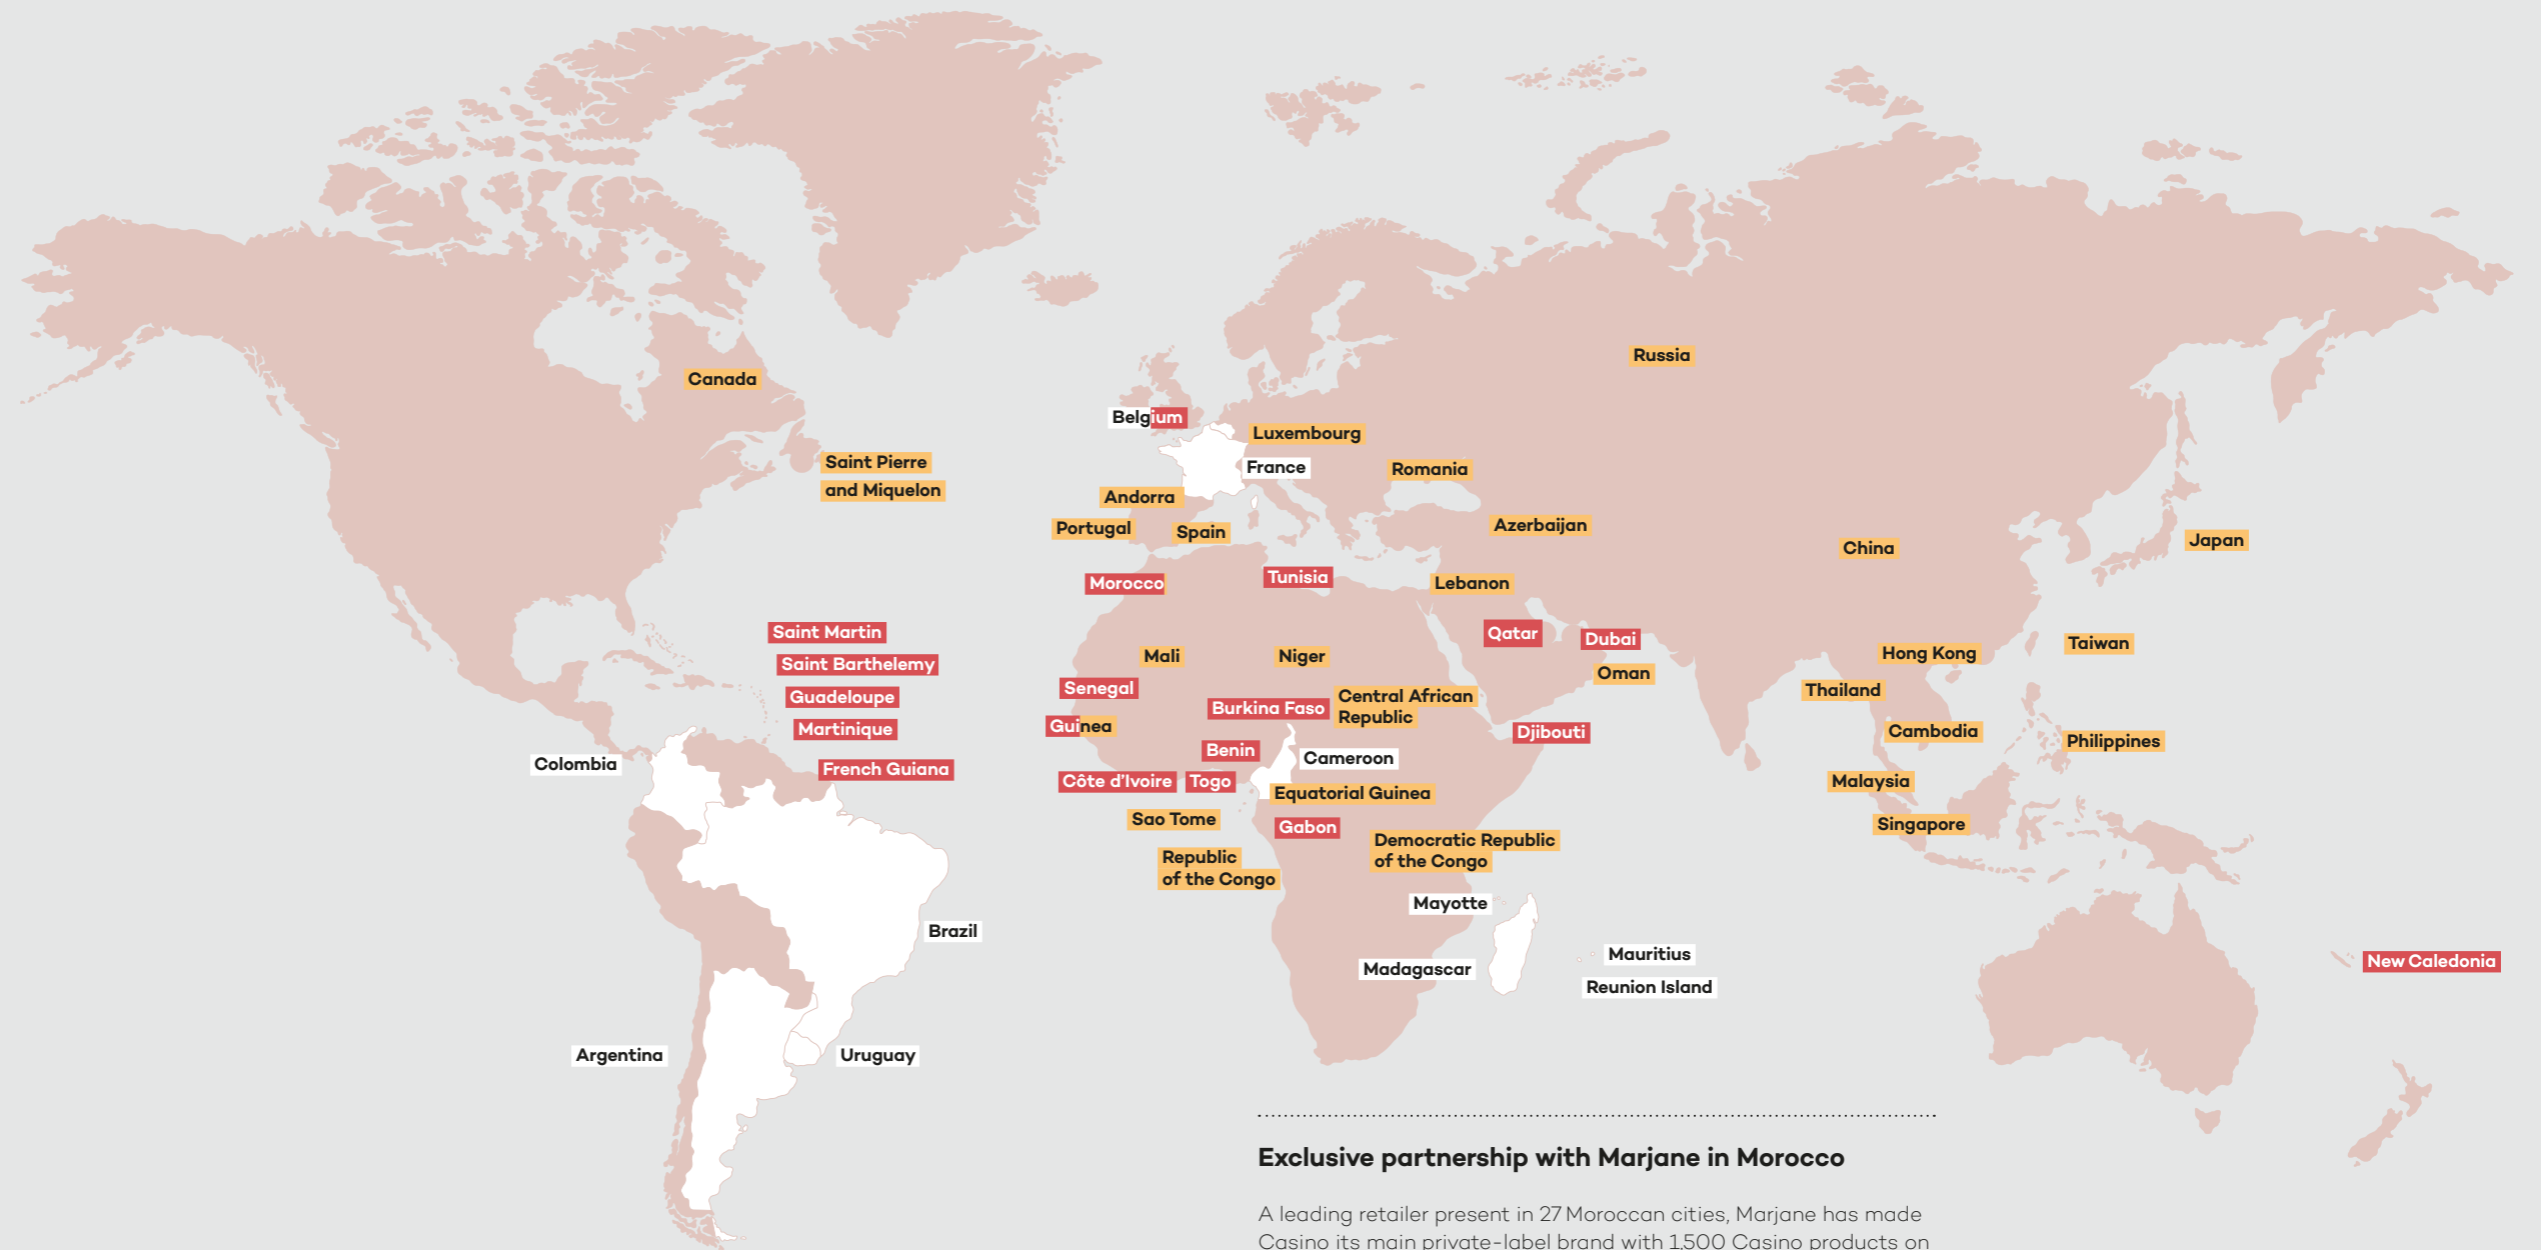 Russia
Canada
Belgium
Luxembourg
France
Saint Pierre
and Miquelon
Romania
Andorra
Portugal
Spain
Azerbaijan
China
Japan
Morocco
Tunisia
Lebanon
Saint Martin
Qatar
Dubai
Taiwan
Saint Barthelemy
Mali
Niger
Hong Kong
Oman
Guadeloupe
Senegal
Thailand
Central African
Republic
Burkina Faso
Martinique
Guinea
Djibouti
Cambodia
Philippines
Benin
Cameroon
Colombia
French Guiana
Côte d'Ivoire
Togo
Malaysia
Equatorial Guinea
Sao Tome
Gabon
Singapore
Democratic Republic
of the Congo
Republic
of the Congo
Mayotte
Brazil
Mauritius
Madagascar
Reunion Island
New Caledonia
Argentina
Uruguay
Exclusive partnership with Marjane in Morocco
A leading retailer present in 27 Moroccan cities, Marjane has made
Casino its main private-label brand with 1,500 Casino products on